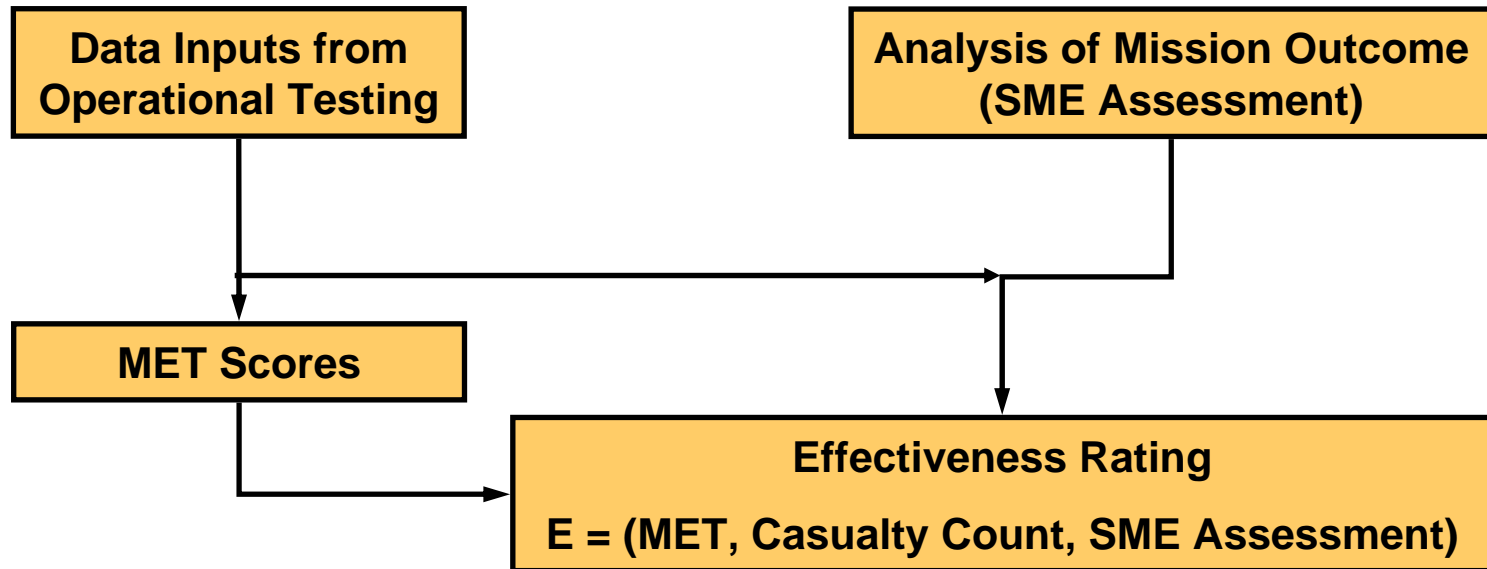 Data Inputs from
Operational Testing
Analysis of Mission Outcome
(SME Assessment)
MET Scores
Effectiveness Rating
E = (MET, Casualty Count, SME Assessment)